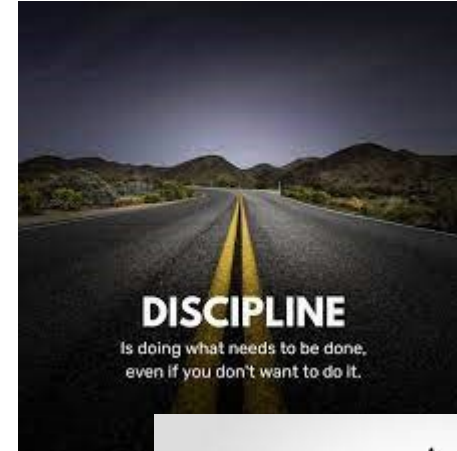 DISCIPLINE
Is doing what needs to be done,
even if you don't want to do it.